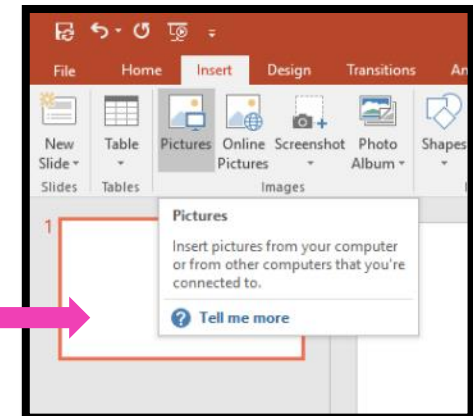 File Home Insert Design Transitions An
New Slide
Table
Pictures
Online Pictures
Screenshot
Photo Album
Shapes
Slides Tables Images
1
Pictures
Insert pictures from your computer
or from other computers that you're
connected to.
? Tell me more